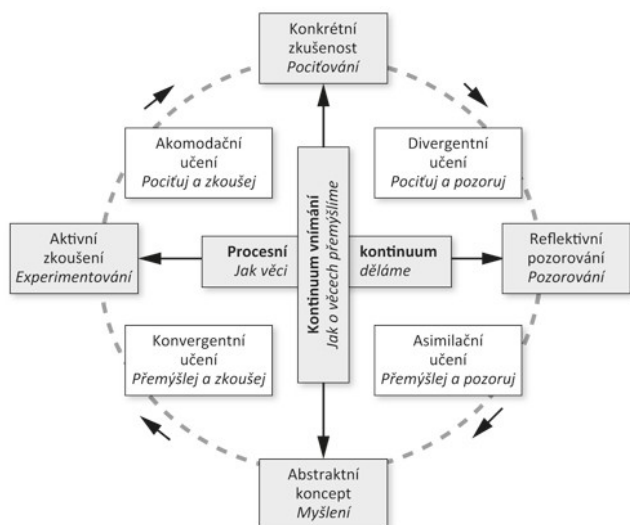 Konkrétní
zkušenost
Pociťování
Akomodační
učení
Pociťuj a zkoušej
Divergentní
učení
Pociťuj a pozoruj
Aktivní
zkoušení
Experimentování
Procesní
Jak věci
Kontinuum vnímání
Jak o věcech přemýšlíme
kontinuum
děláme
Reflektivní
pozorování
Pozorování
Konvergentní
učení
Přemýšlej a zkoušej
Asimilační
učení
Přemýšlej a pozoruj
Abstraktní
koncept
Myšlení